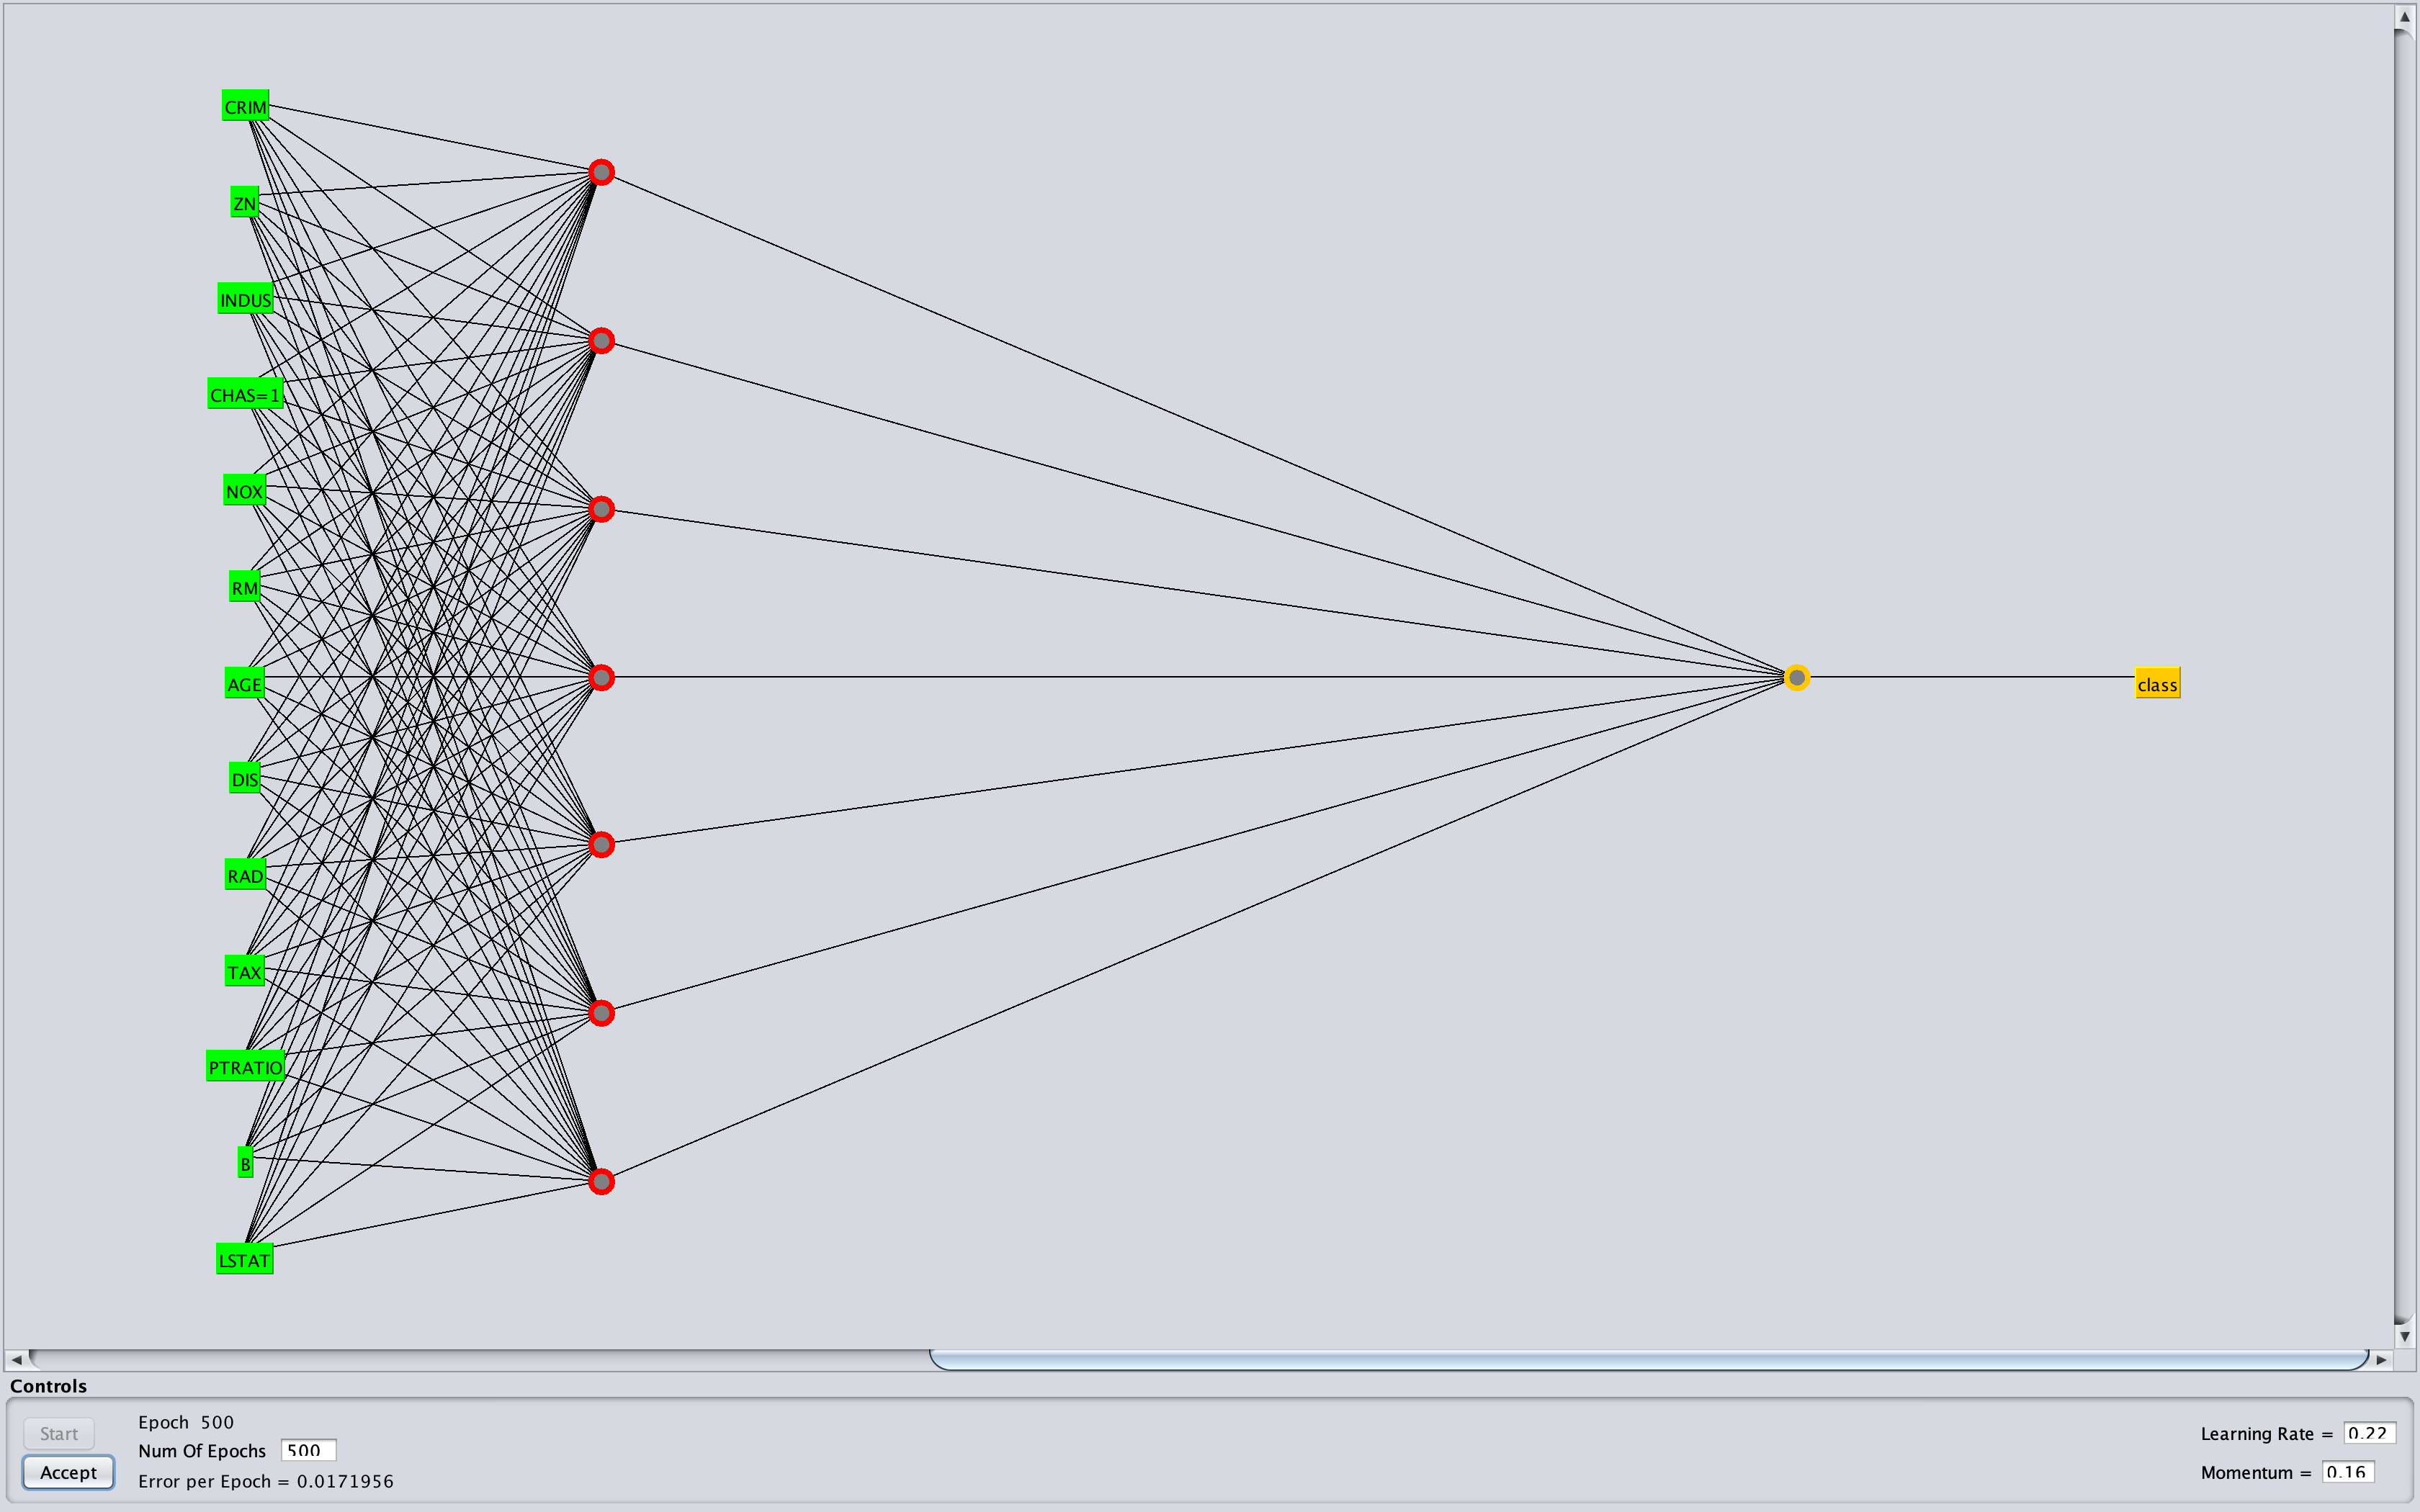 CRIM
ZN
INDUS
CHAS=1
NOX
RM
AGE
class
DIS
RAD
TAX
PTRATIO
B
LSTAT
Controls
Start
Epoch 500
Num Of Epochs 500
Accept
Error per Epoch = 0.0171956
Learning Rate = 0.22
Momentum = 0.16